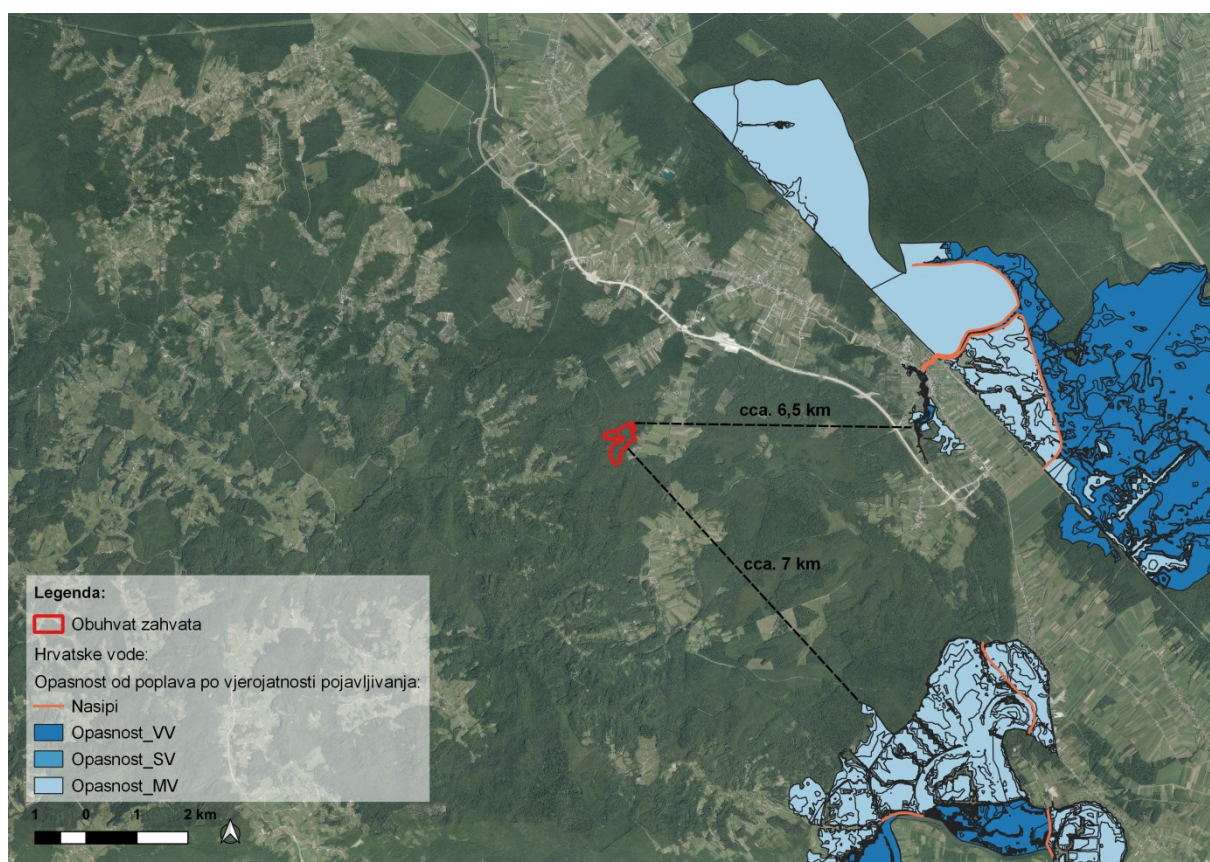 cca. 6,5 km
cca. 7 km
Legenda:
Obuhvat zahvata
Hrvatske vode:
Opasnost od poplava po vjerojatnosti pojavljivanja:
Nasipi
Opasnost_VV
Opasnost_SV
Opasnost_MV
1 0 1 2 km